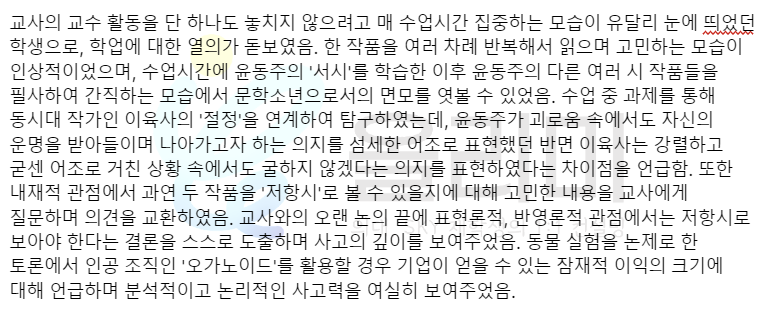 교사의 교수 활동을 단 하나도 놓치지 않으려고 매 수업시간 집중하는 모습이 유달리 눈에 띄었던
학생으로, 학업에 대한 열의가 돋보였음. 한 작품을 여러 차례 반복해서 읽으며 고민하는 모습이
인상적이었으며, 수업시간에 윤동주의 '서시'를 학습한 이후 윤동주의 다른 여러 시 작품들을
필사하여 간직하는 모습에서 문학소년으로서의 면모를 엿볼 수 있었음. 수업 중 과제를 통해
동시대 작가인 이육사의 '절정'을 연계하여 탐구하였는데, 윤동주가 괴로움 속에서도 자신의
운명을 받아들이며 나아가고자 하는 의지를 섬세한 어조로 표현했던 반면 이육사는 강렬하고
굳센 어조로 거친 상황 속에서도 굴하지 않겠다는 의지를 표현하였다는 차이점을 언급함. 또한
내재적 관점에서 과연 두 작품을 '저항시'로 볼 수 있을지에 대해 고민한 내용을 교사에게
질문하며 의견을 교환하였음. 교사와의 오랜 논의 끝에 표현론적, 반영론적 관점에서는 저항시로
보아야 한다는 결론을 스스로 도출하며 사고의 깊이를 보여주었음. 동물 실험을 논제로 한
토론에서 인공 조직인 '오가노이드'를 활용할 경우 기업이 얻을 수 있는 잠재적 이익의 크기에
대해 언급하며 분석적이고 논리적인 사고력을 여실히 보여주었음.
올리마